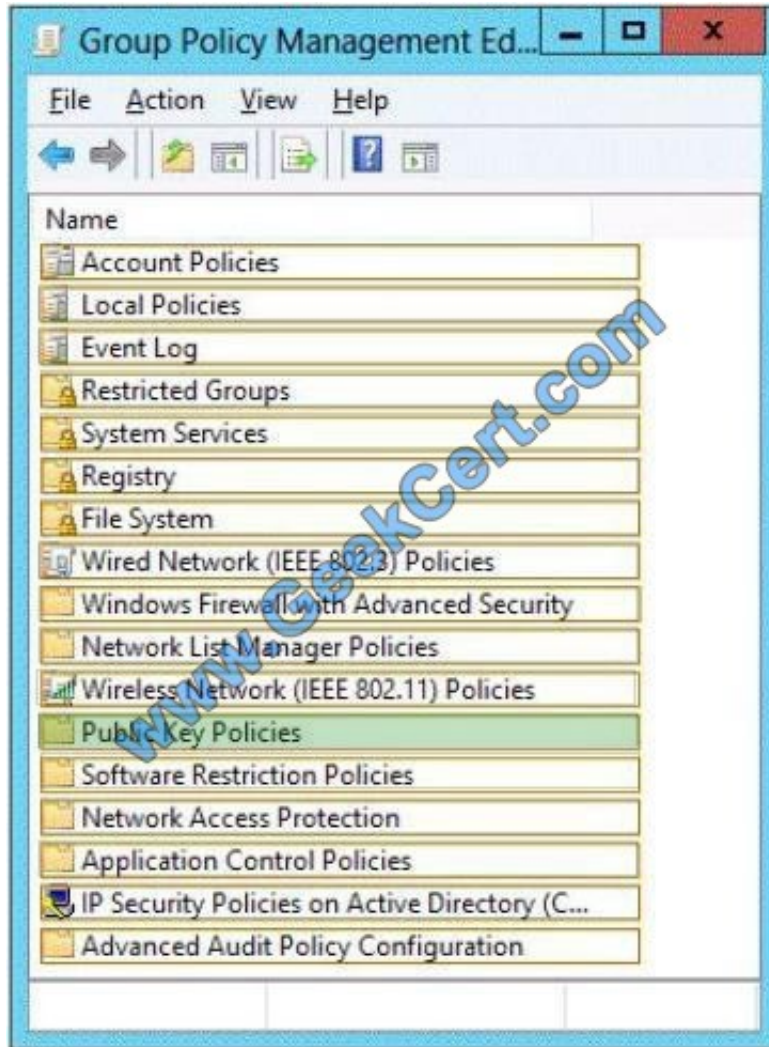 Group Policy Management Ed...
File Action View Help
Name
Account Policies
Local Policies
Event Log
Restricted Groups
System Services
Registry
File System
Wired Network (IEEE 802.3) Policies
Windows Firewall with Advanced Security
Network List Manager Policies
Wireless Network (IEEE 802.11) Policies
Public Key Policies
Software Restriction Policies
Network Access Protection
Application Control Policies
IP Security Policies on Active Directory (C...
Advanced Audit Policy Configuration
www.GeekCert.com